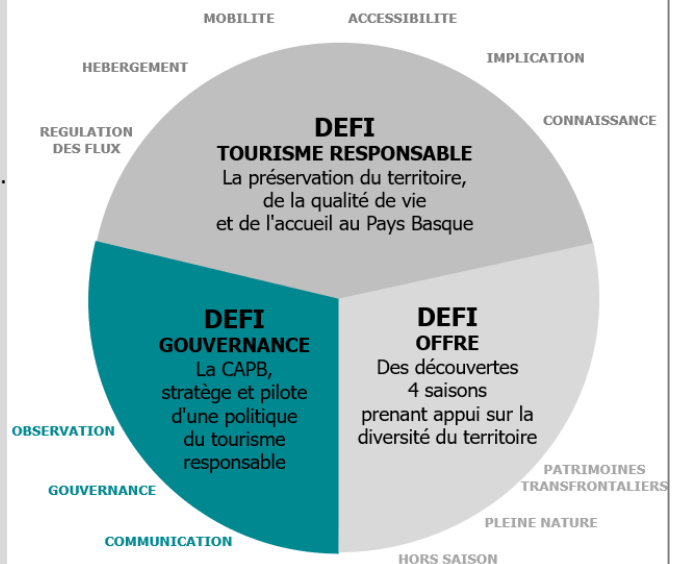 MOBILITE
ACCESSIBILITE
IMPLICATION
HEBERGEMENT
CONNAISSANCE
REGULATION
DES FLUX
DEFI
TOURISME RESPONSABLE
La préservation du territoire,
de la qualité de vie
et de l'accueil au Pays Basque
DEFI
GOUVERNANCE
La CAPB,
stratège et pilote
d'une politique
du tourisme
responsable
DEFI
OFFRE
Des découvertes
4 saisons
prenant appui sur la
diversité du territoire
OBSERVATION
GOUVERNANCE
COMMUNICATION
PATRIMOINES
TRANSFRONTALIERS
PLEINE NATURE
HORS SAISON